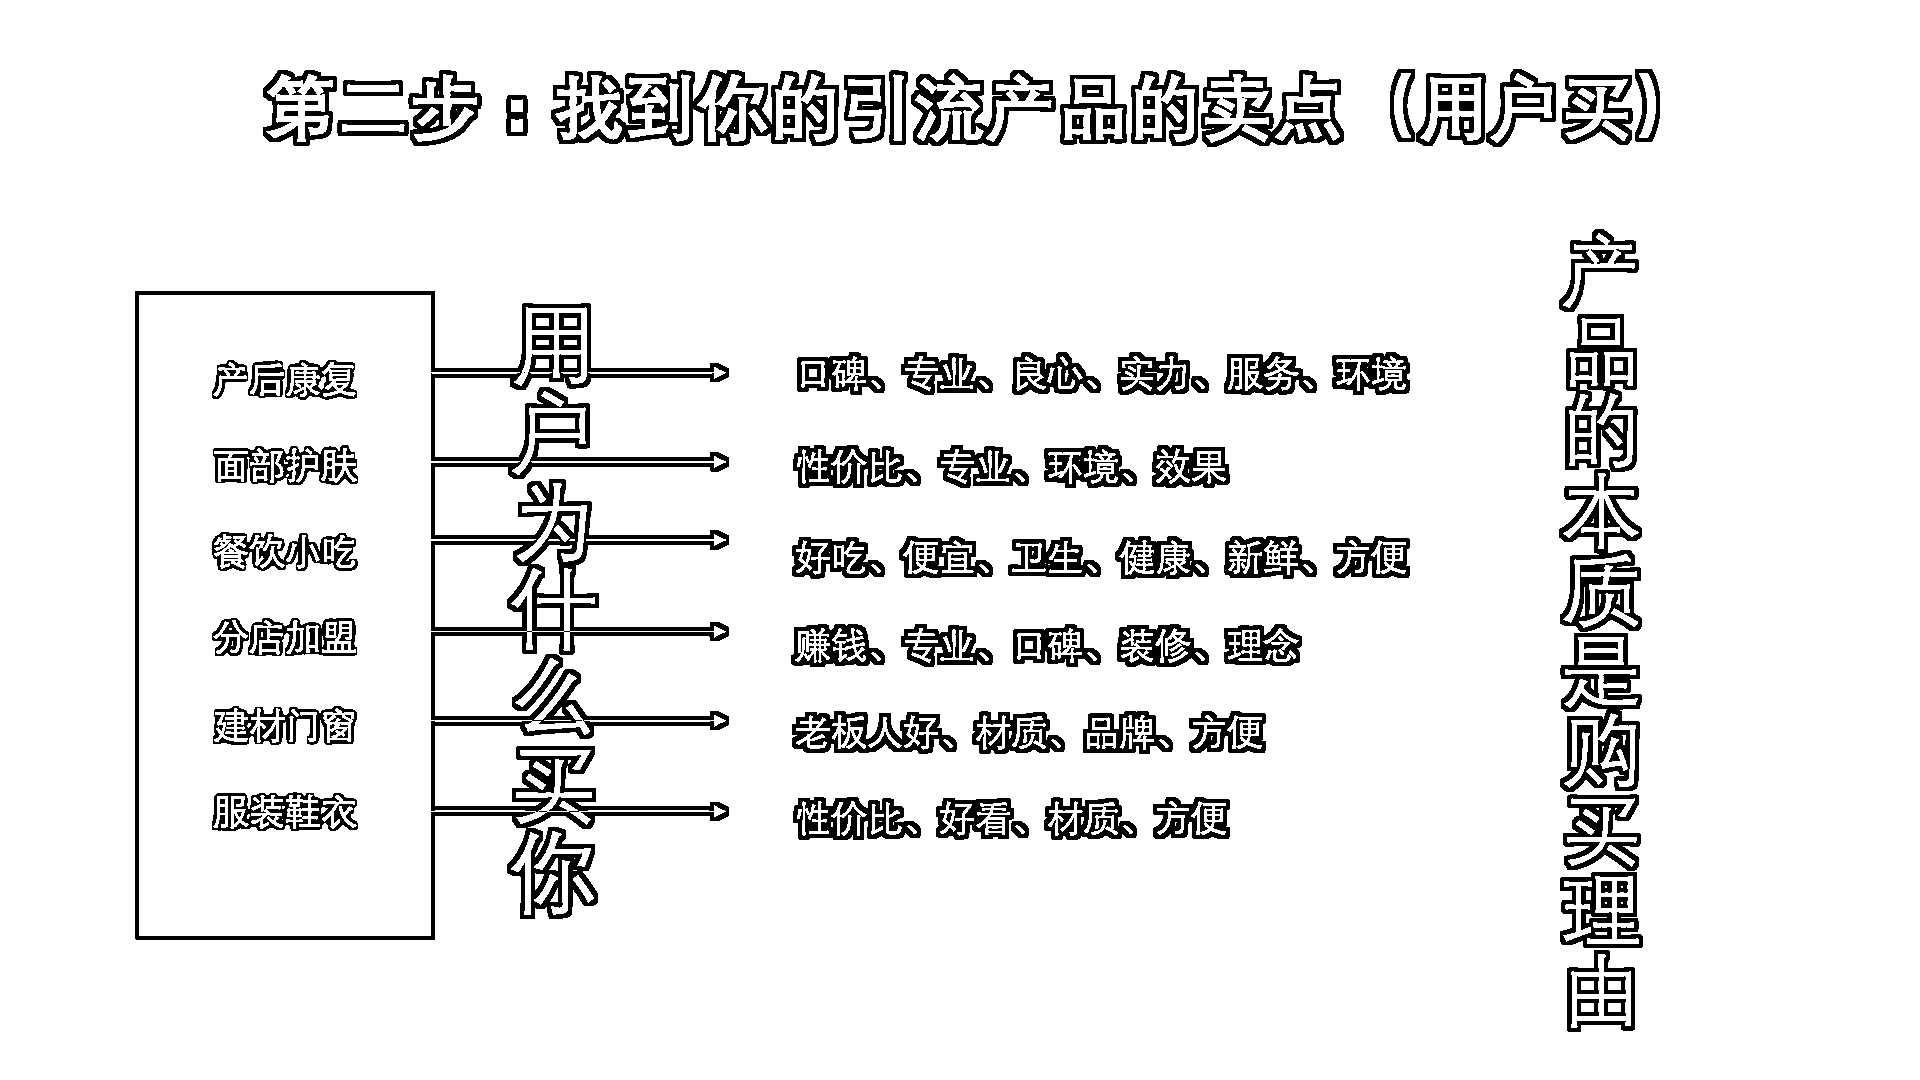 第二步：找到你的引流产品的卖点（用户买）
产后康复
面部护肤
餐饮小吃
分店加盟
建材门窗
服装鞋衣
用户为什么买你
口碑、专业、良心、实力、服务、环境
性价比、专业、环境、效果
好吃、便宜、卫生、健康、新鲜、方便
赚钱、专业、口碑、装修、理念
老板人好、材质、品牌、方便
性价比、好看、材质、方便
产品的本质是购买理由